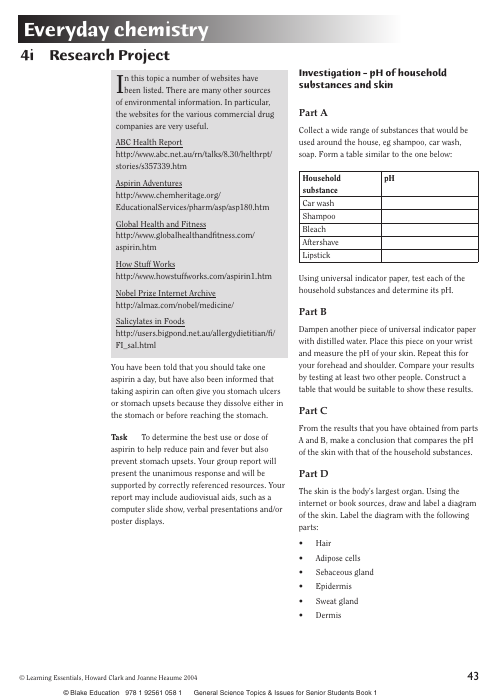 Everyday chemistry
4i Research Project
In this topic a number of websites have
been listed. There are many other sources
of environmental information. In particular,
the websites for the various commercial drug
companies are very useful.
ABC Health Report
http://www.abc.net.au/rn/talks/8.30/helthrpt/
stories/s357339.htm
Aspirin Adventures
http://www.chemheritage.org/
EducationalServices/pharm/asp/asp180.htm
Global Health and Fitness
http://www.globalhealthandfitness.com/
aspirin.htm
How Stuff Works
http://www.howstuffworks.com/aspirin1.htm
Nobel Prize Internet Archive
http://almaz.com/nobel/medicine/
Salicylates in Foods
http://users.bigpond.net.au/allergydietitian/fi/
FI_sal.html
You have been told that you should take one
aspirin a day, but have also been informed that
taking aspirin can often give you stomach ulcers
or stomach upsets because they dissolve either in
the stomach or before reaching the stomach.
Task To determine the best use or dose of
aspirin to help reduce pain and fever but also
prevent stomach upsets. Your group report will
present the unanimous response and will be
supported by correctly referenced resources. Your
report may include audiovisual aids, such as a
computer slide show, verbal presentations and/or
poster displays.
Investigation – pH of household
substances and skin
Part A
Collect a wide range of substances that would be
used around the house, eg shampoo, car wash,
soap. Form a table similar to the one below:
Household pH
substance
Car wash
Shampoo
Bleach
Aftershave
Lipstick
Using universal indicator paper, test each of the
household substances and determine its pH.
Part B
Dampen another piece of universal indicator paper
with distilled water. Place this piece on your wrist
and measure the pH of your skin. Repeat this for
your forehead and shoulder. Compare your results
by testing at least two other people. Construct a
table that would be suitable to show these results.
Part C
From the results that you have obtained from parts
A and B, make a conclusion that compares the pH
of the skin with that of the household substances.
Part D
The skin is the body's largest organ. Using the
internet or book sources, draw and label a diagram
of the skin. Label the diagram with the following
parts:
• Hair
• Adipose cells
• Sebaceous gland
• Epidermis
• Sweat gland
• Dermis
© Learning Essentials, Howard Clark and Joanne Heaume 2004
43
© Blake Education 978 1 92561 058 1 General Science Topics & Issues for Senior Students Book 1